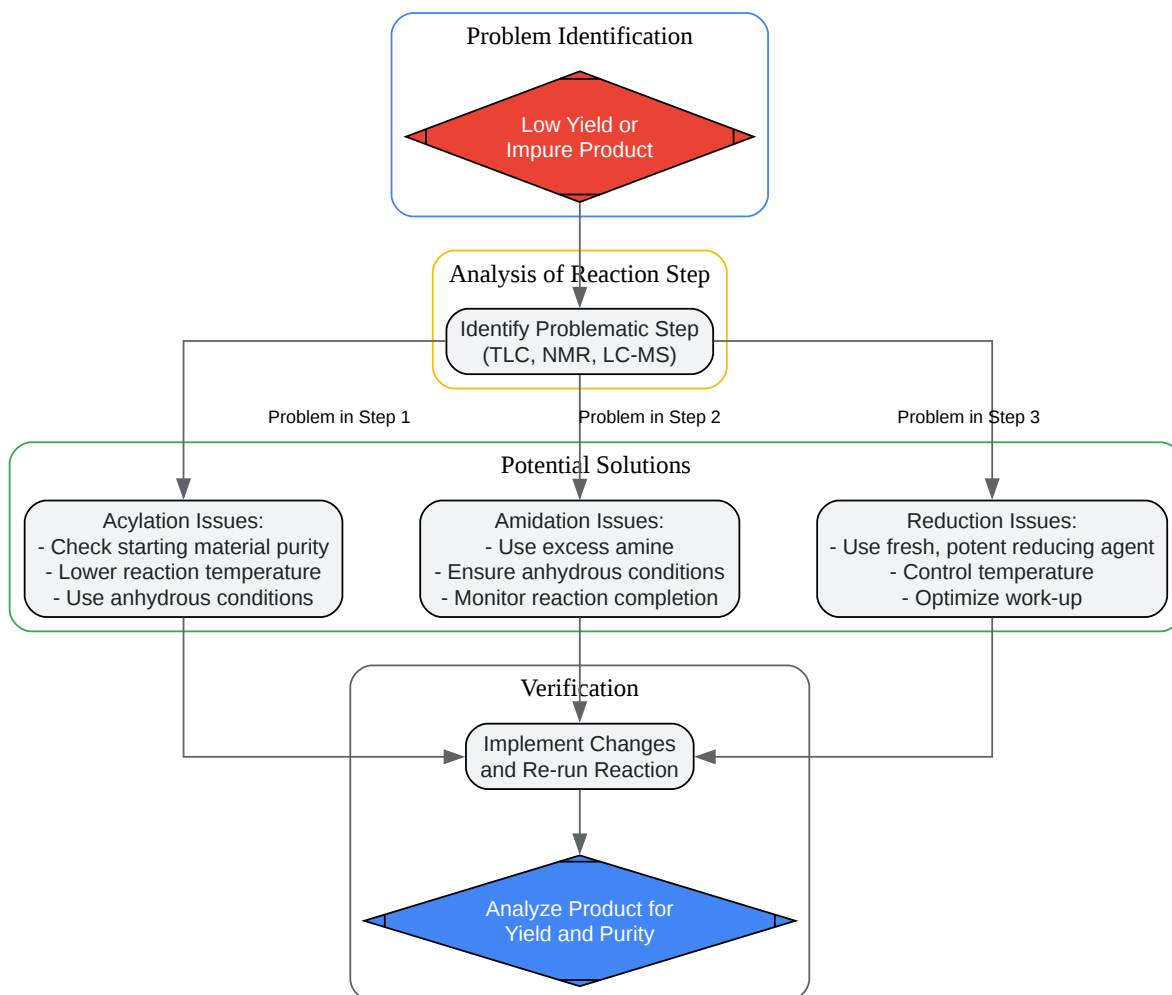 Problem Identification
Low Yield or
Impure Product
Analysis of Reaction Step
Identify Problematic Step
(TLC, NMR, LC-MS)
Problem in Step 1
Problem in Step 2
Problem in Step 3
Potential Solutions
Acylation Issues:
- Check starting material purity
- Lower reaction temperature
- Use anhydrous conditions
Amidation Issues:
- Use excess amine
- Ensure anhydrous conditions
- Monitor reaction completion
Reduction Issues:
- Use fresh, potent reducing agent
- Control temperature
- Optimize work-up
Verification
Implement Changes
and Re-run Reaction
Analyze Product for
Yield and Purity